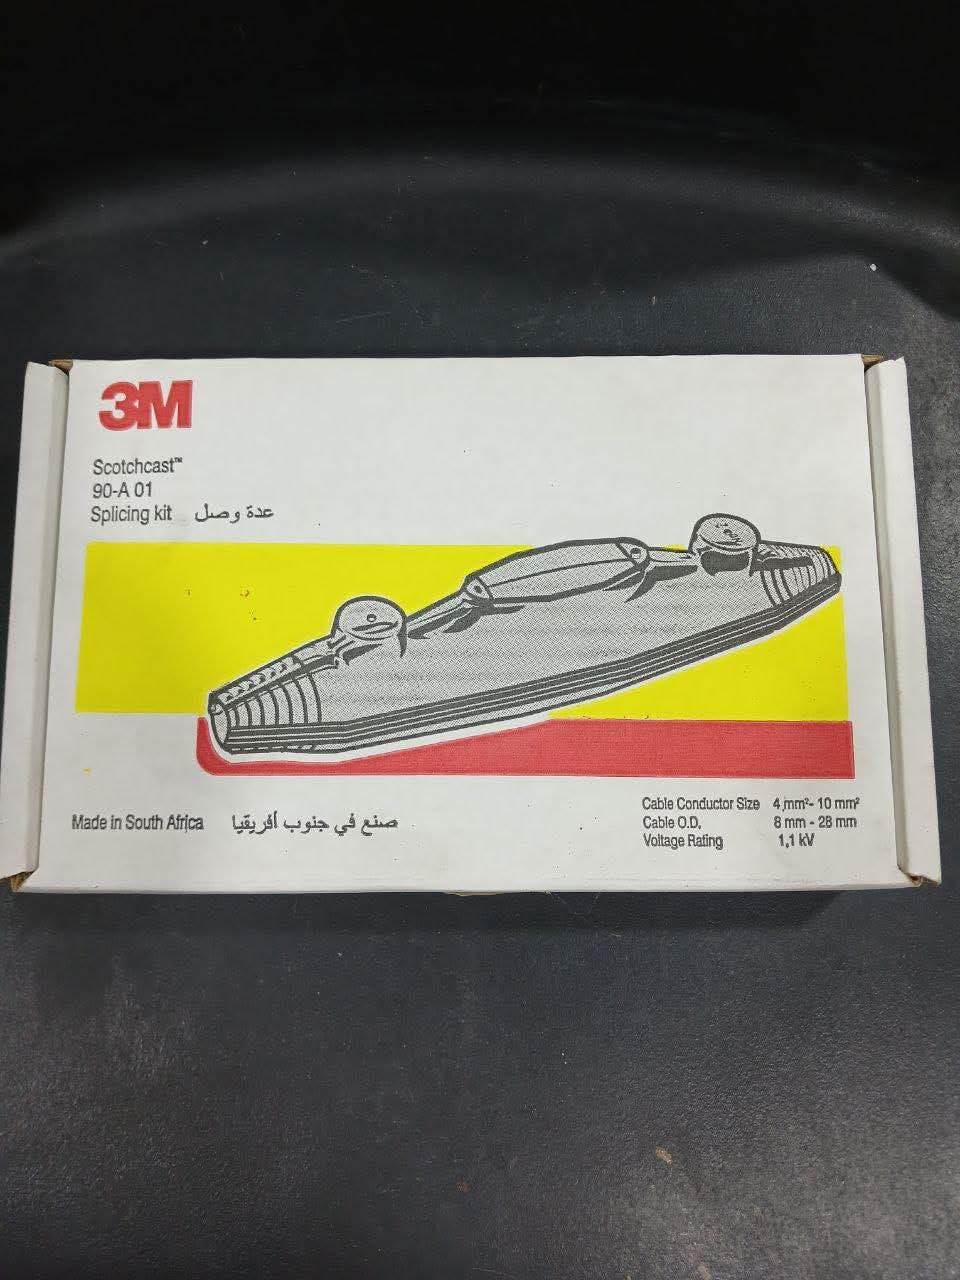 3M
Scotchcast™
90-A 01
Splicing kit عدة وصل
Made in South Africa صنع في جنوب أفريقيا
Cable Conductor Size 4 mm²- 10 mm²
Cable O.D, 8 mm - 28 mm
Voltage Rating 1,1 kV